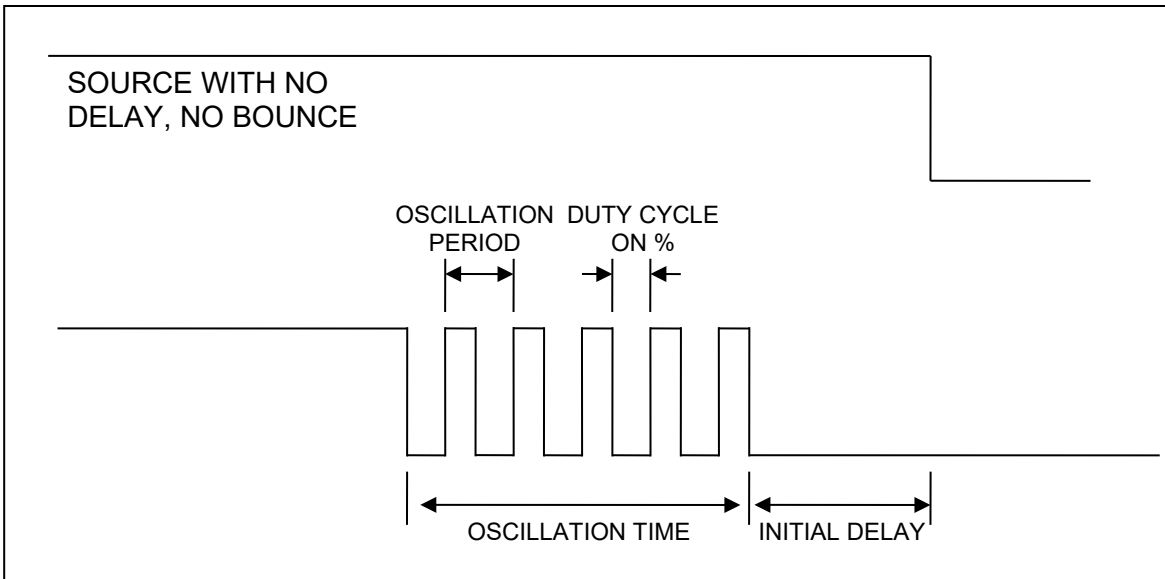 SOURCE WITH NO
DELAY, NO BOUNCE
OSCILLATION DUTY CYCLE
PERIOD ON %
OSCILLATION TIME INITIAL DELAY